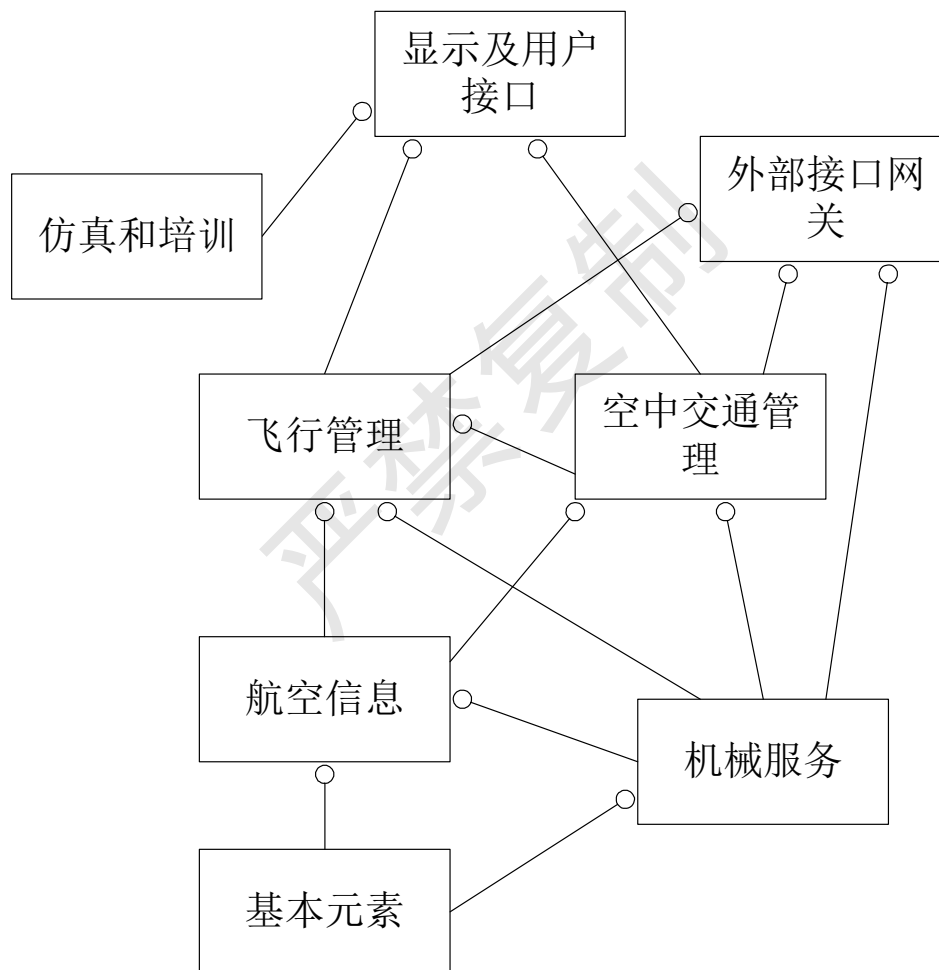 显示及用户
接口
外部接口网
关
仿真和培训
飞行管理
空中交通管
理
严禁复制
航空信息
机械服务
基本元素